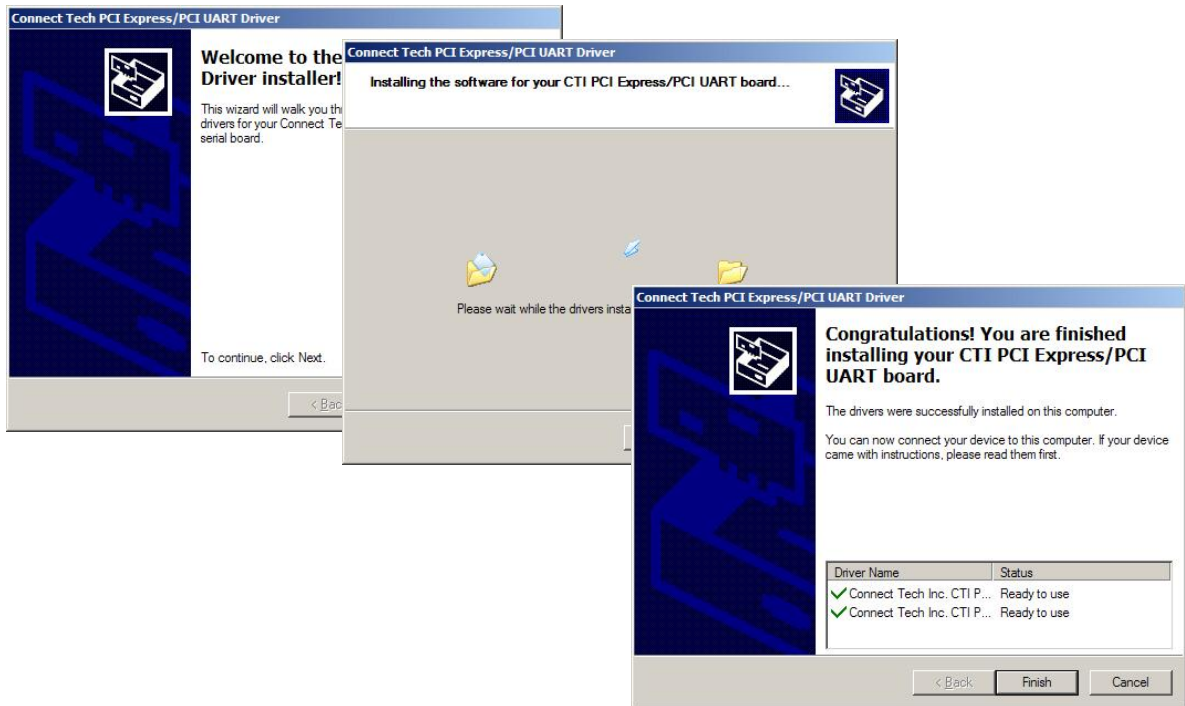 Connect Tech PCI Express/PCI UART Driver
Welcome to the
Driver installer!
This wizard will walk you
drivers for your Connect
serial board.
To continue, click Next.
Connect Tech PCI Express/PCI UART Driver
Installing the software for your CTI PCI Express/PCI UART board...
Please wait while the drivers
Connect Tech PCI Express/PCI UART Driver
Congratulations! You are finished
installing your CTI PCI Express/PCI
UART board.
The drivers were successfully installed on this computer.
You can now connect your device to this computer. If your device
came with instructions, please read them first.
Driver Name Status
Connect Tech Inc. CTI P... Ready to use
Connect Tech Inc. CTI P... Ready to use
< Back Finish Cancel